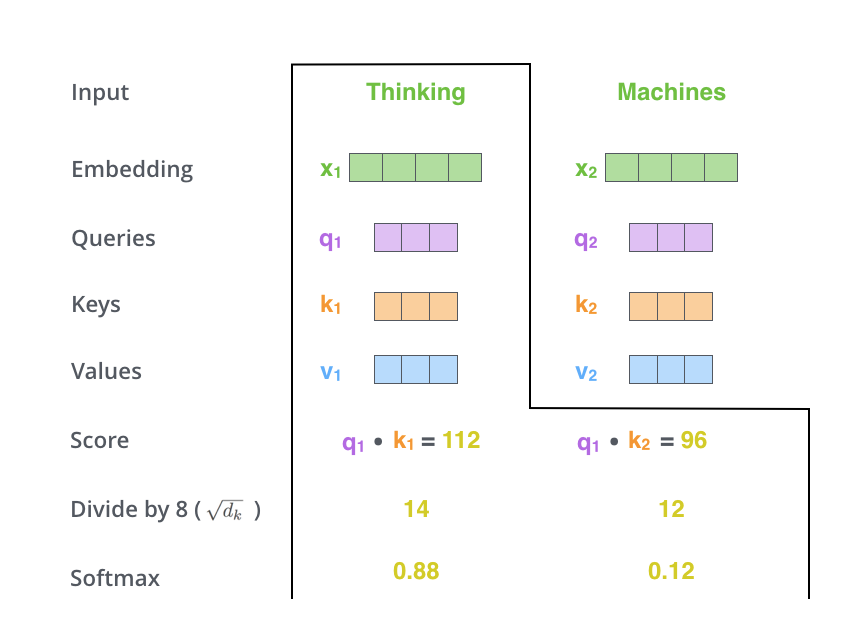 Input Thinking Machines
Embedding x₁ x₂
Queries q₁ q₂
Keys k₁ k₂
Values v₁ v₂
Score q₁ • k₁ = 112 q₁ • k₂ = 96
Divide by 8 ( √dₖ ) 14 12
Softmax 0.88 0.12